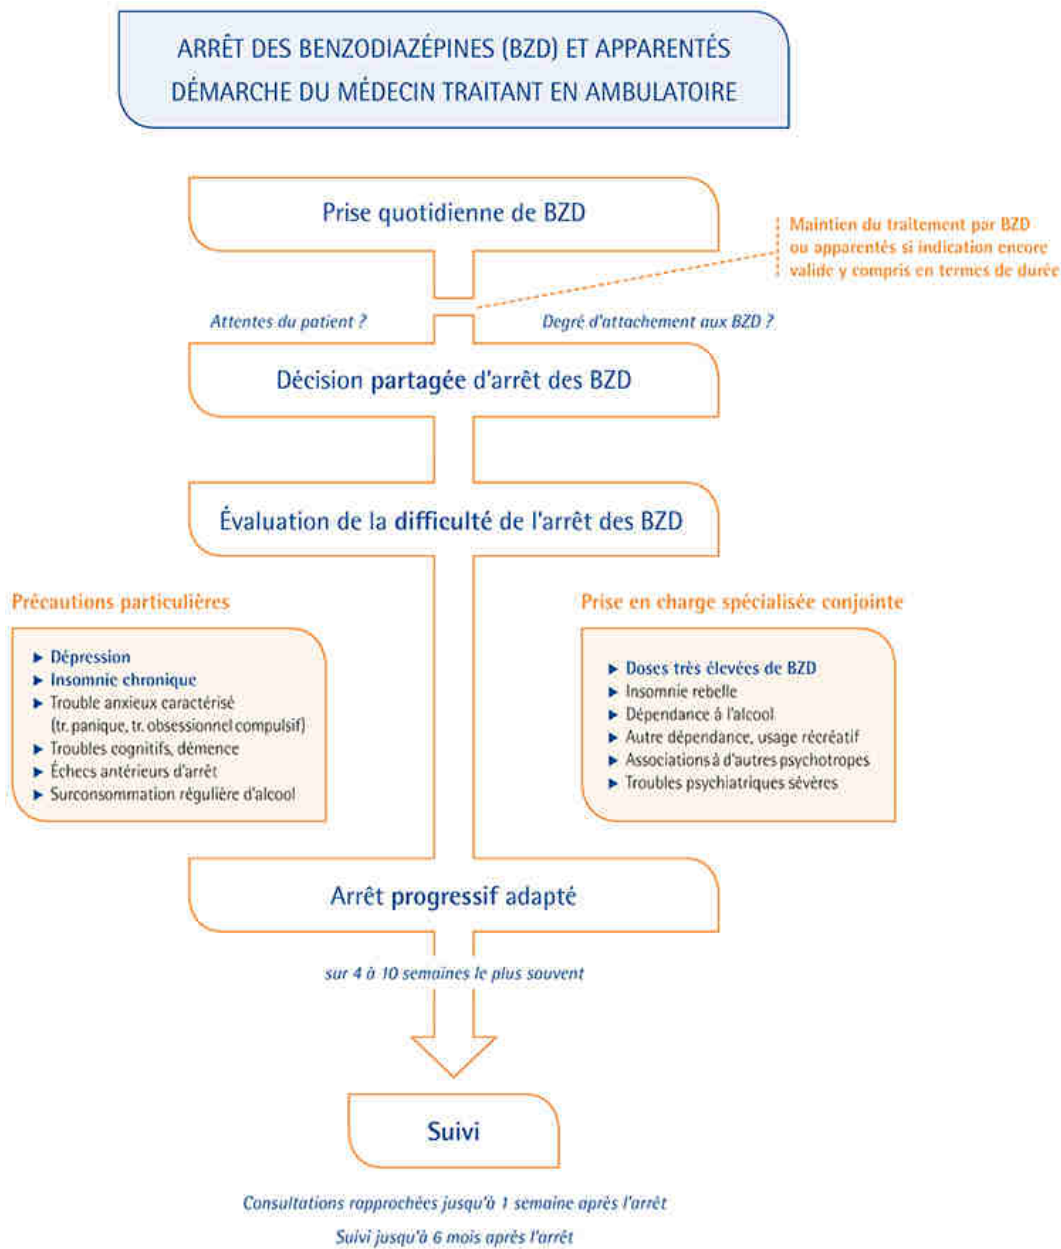 ARRÊT DES BENZODIAZÉPINES (BZD) ET APPARENTÉS
DÉMARCHE DU MÉDECIN TRAITANT EN AMBULATOIRE
Prise quotidienne de BZD
Maintien du traitement par BZD
ou apparentés si indication encore
valide y compris en termes de durée
Attentes du patient ?
Degré d'attachement aux BZD ?
Décision partagée d'arrêt des BZD
Évaluation de la difficulté de l'arrêt des BZD
Précautions particulières
► Dépression
► Insomnie chronique
► Trouble anxieux caractérisé
(tr. panique, tr. obsessionnel compulsif)
► Troubles cognitifs, démence
► Échecs antérieurs d'arrêt
► Surconsommation régulière d'alcool
Prise en charge spécialisée conjointe
► Doses très élevées de BZD
► Insomnie rebelle
► Dépendance à l'alcool
► Autre dépendance, usage récréatif
► Associations à d'autres psychotropes
► Troubles psychiatriques sévères
Arrêt progressif adapté
sur 4 à 10 semaines le plus souvent
Suivi
Consultations rapprochées jusqu'à 1 semaine après l'arrêt
Suivi jusqu'à 6 mois après l'arrêt